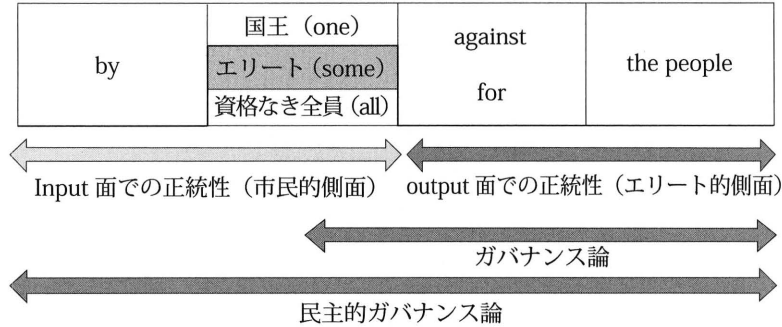 by
国王（one）
エリート（some）
資格なき全員（all）
against
for
the people
Input 面での正統性（市民的側面）
output 面での正統性（エリート的側面）
ガバナンス論
民主的ガバナンス論